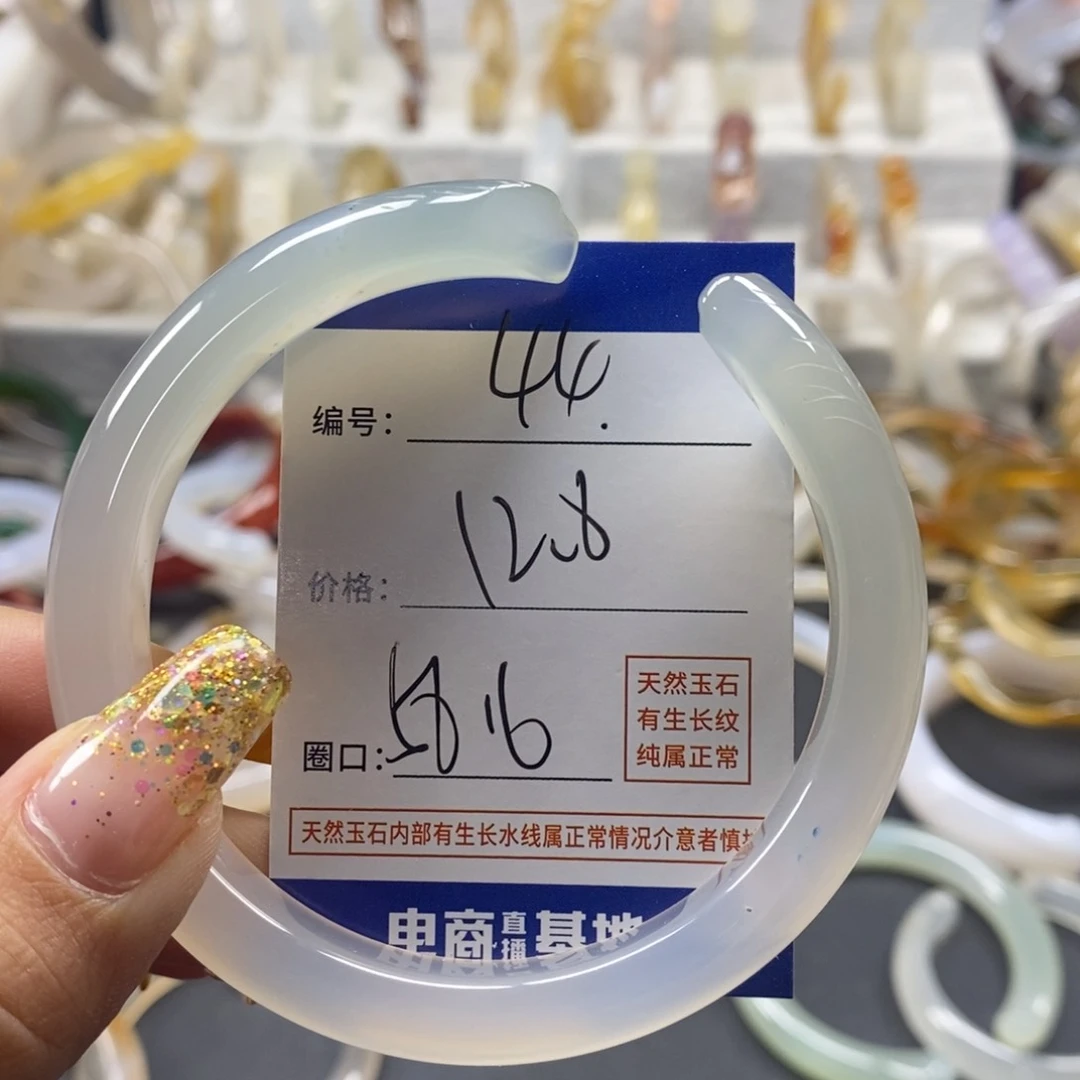 编号: 44.
价格: 128
圈口: 58
天然玉石
有生长纹
纯属正常
天然玉石内部有生长水线属正常情况介意者慎
电商直播基地